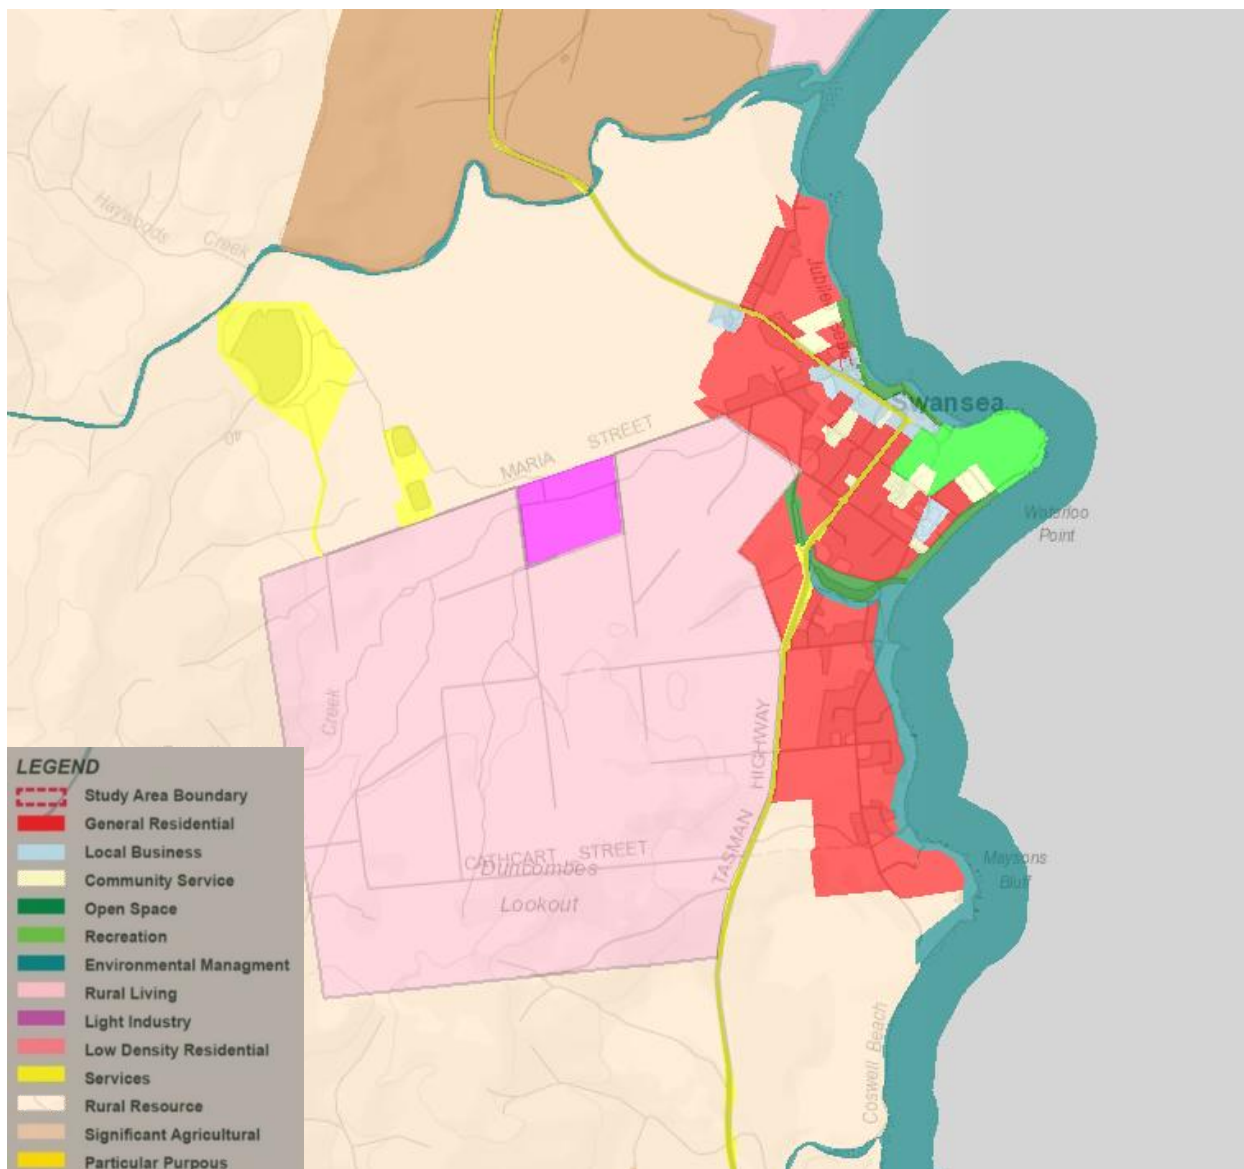 Haywoods
Creek
Jubilee
Swansea
MARIA STREET
40
Waterloo
Point
Creek
TASMAN HIGHWAY
CATHCART STREET
Duncombes
Lookout
Maysons
Bluff
Coswell Beach
LEGEND
Study Area Boundary
General Residential
Local Business
Community Service
Open Space
Recreation
Environmental Managment
Rural Living
Light Industry
Low Density Residential
Services
Rural Resource
Significant Agricultural
Particular Purpous